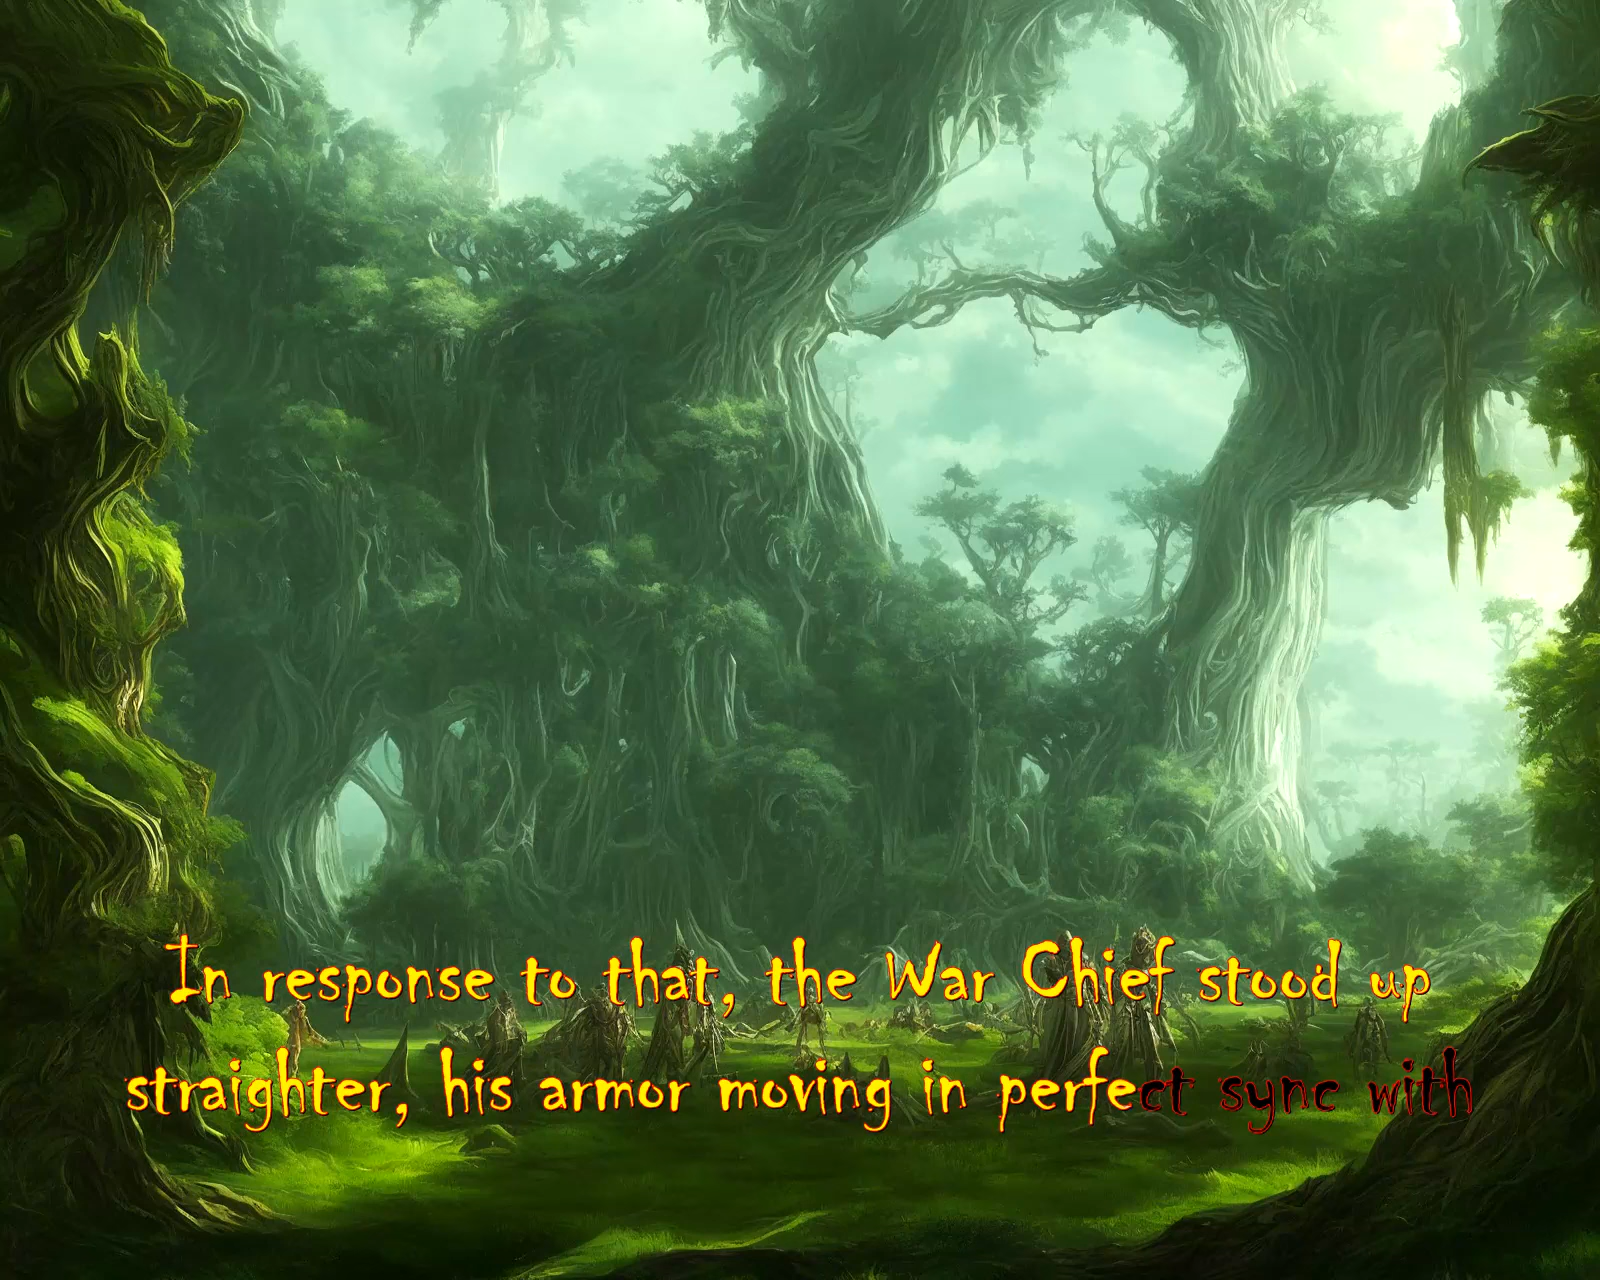 In response to that, the War Chief stood up
straighter, his armor moving in perfect sync with